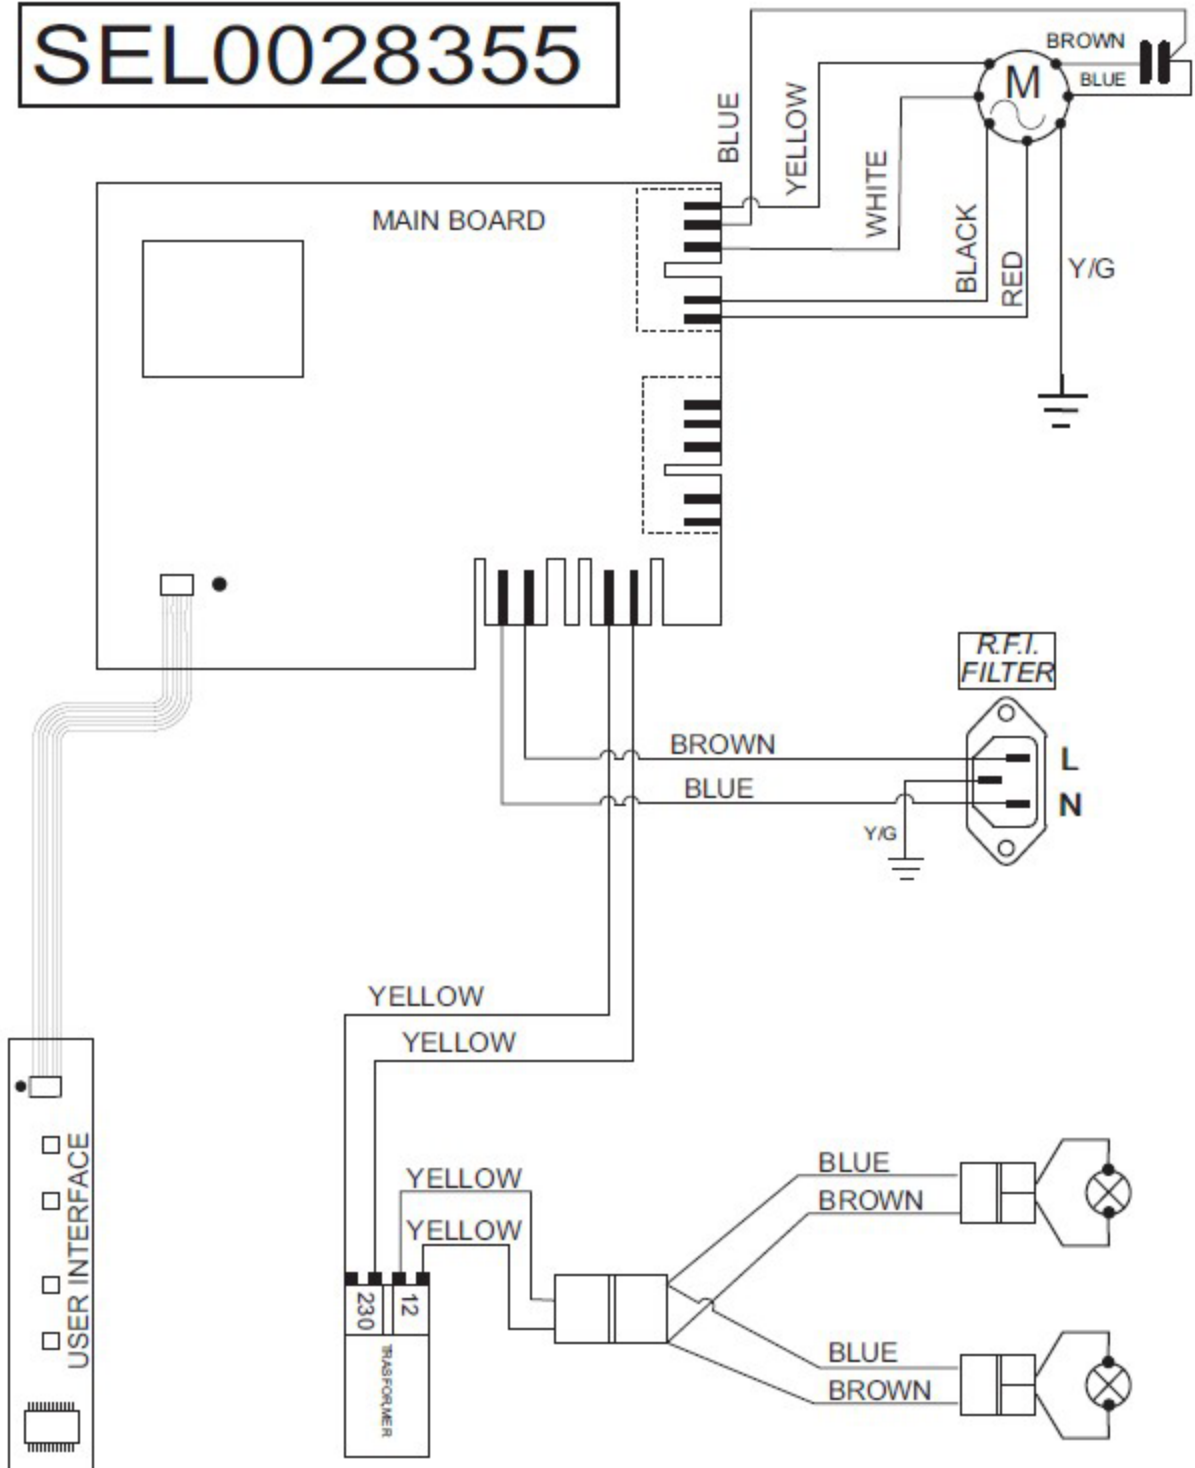 SEL0028355
BROWN
M
BLUE
BLUE
YELLOW
WHITE
BLACK
RED
Y/G
MAIN BOARD
R.F.I.
FILTER
BROWN
L
BLUE
N
Y/G
YELLOW
YELLOW
USER INTERFACE
YELLOW
YELLOW
230
12
TRASFORMER
BLUE
BROWN
BLUE
BROWN